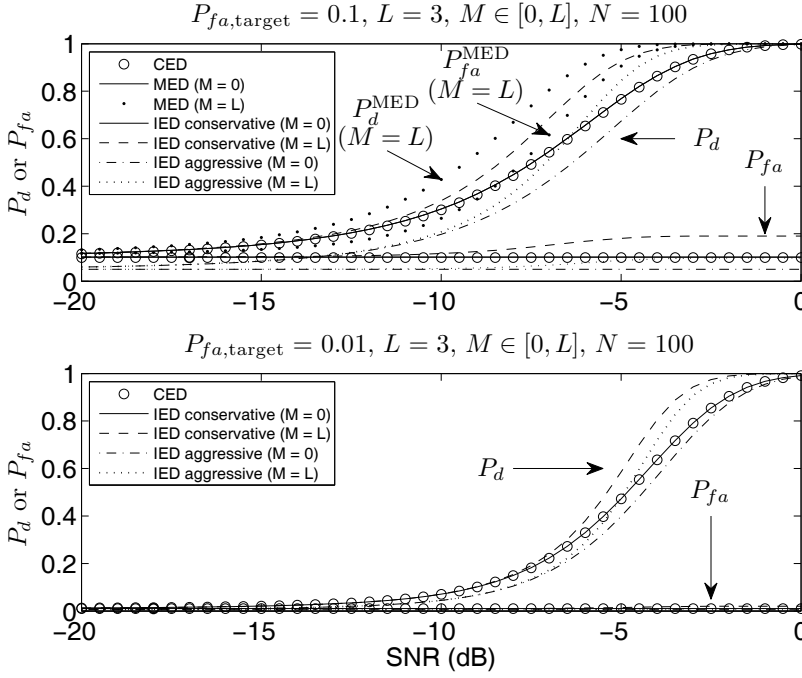 P_{fa,target} = 0.1, L = 3, M ∈ [0, L], N = 100
P_d or P_{fa}
1
0.8
0.6
0.4
0.2
0
CED
MED (M = 0)
MED (M = L)
IED conservative (M = 0)
IED conservative (M = L)
IED aggressive (M = 0)
IED aggressive (M = L)
P_d^{MED}
(M = L)
P_{fa}^{MED}
(M = L)
P_d
P_{fa}
−20
−15
−10
−5
0
P_{fa,target} = 0.01, L = 3, M ∈ [0, L], N = 100
P_d or P_{fa}
1
0.8
0.6
0.4
0.2
0
CED
IED conservative (M = 0)
IED conservative (M = L)
IED aggressive (M = 0)
IED aggressive (M = L)
P_d
P_{fa}
−20
−15
−10
−5
0
SNR (dB)